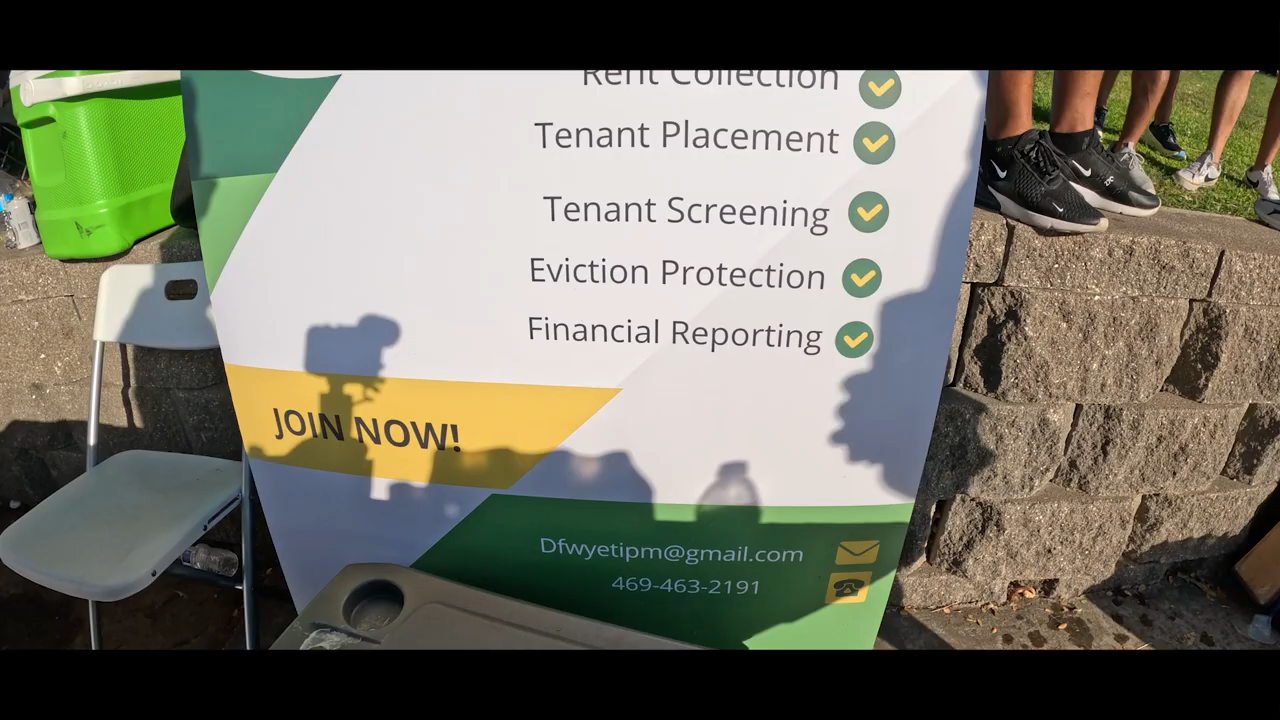 Rent Collection
Tenant Placement
Tenant Screening
Eviction Protection
Financial Reporting
JOIN NOW!
Dfwyetipm@gmail.com
469-463-2191